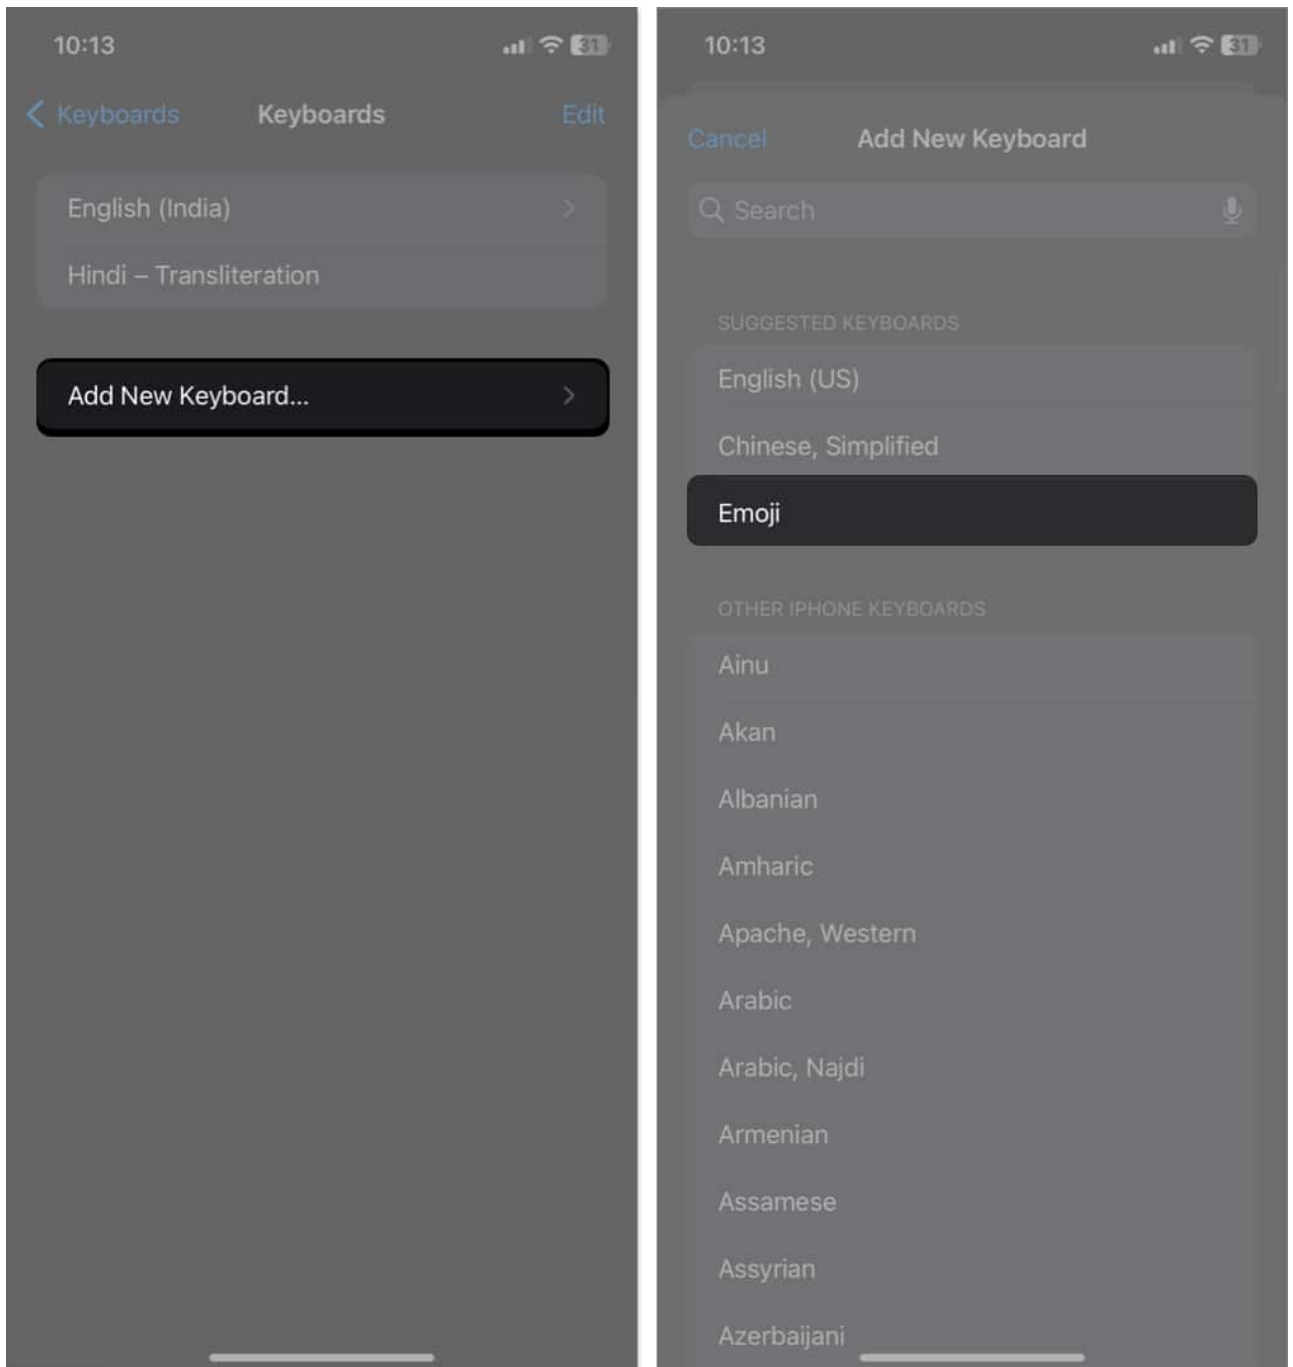 10:13
31
Keyboards
Keyboards
Edit
English (India)
Hindi – Transliteration
Add New Keyboard...
10:13
31
Cancel
Add New Keyboard
Search
SUGGESTED KEYBOARDS
English (US)
Chinese, Simplified
Emoji
OTHER IPHONE KEYBOARDS
Ainu
Akan
Albanian
Amharic
Apache, Western
Arabic
Arabic, Najdi
Armenian
Assamese
Assyrian
Azerbaijani